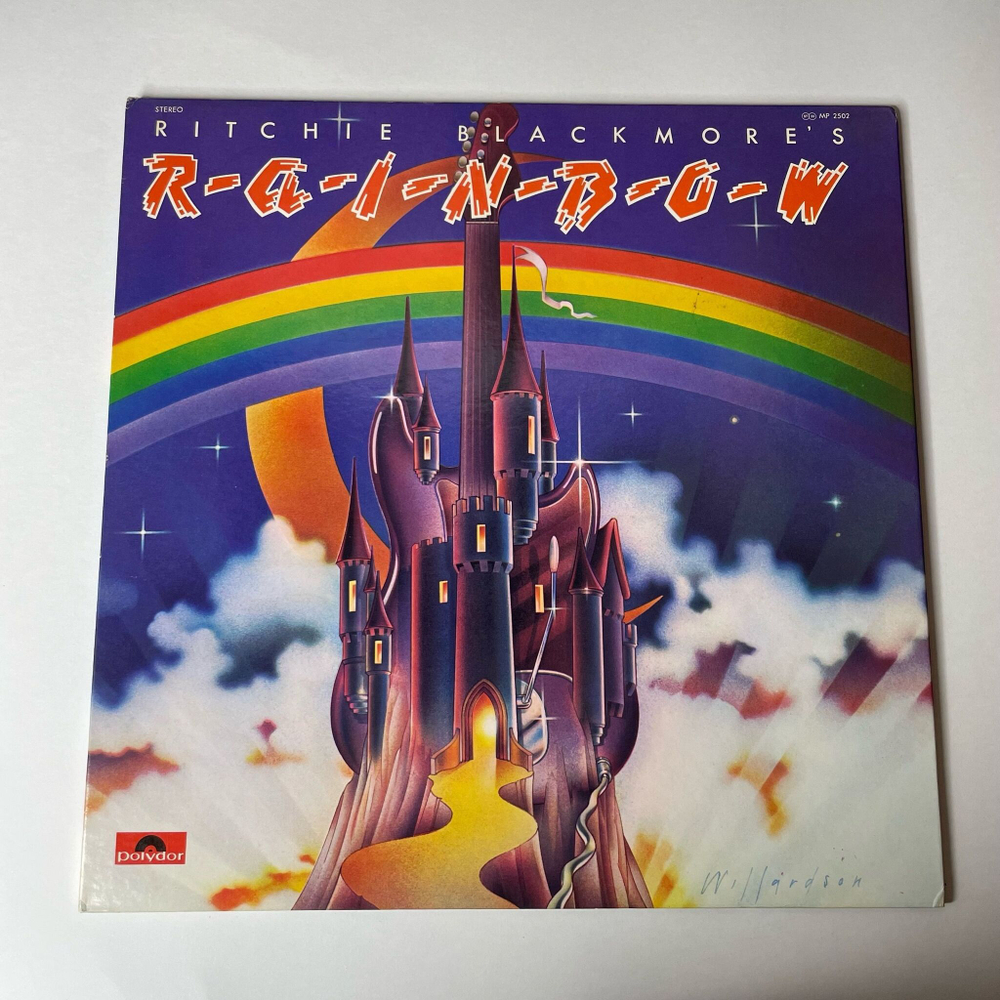 STEREO
MP 2502
RITCHIE BLACKMORE'S
R-A-I-N-B-O-W
polydor
Willardson